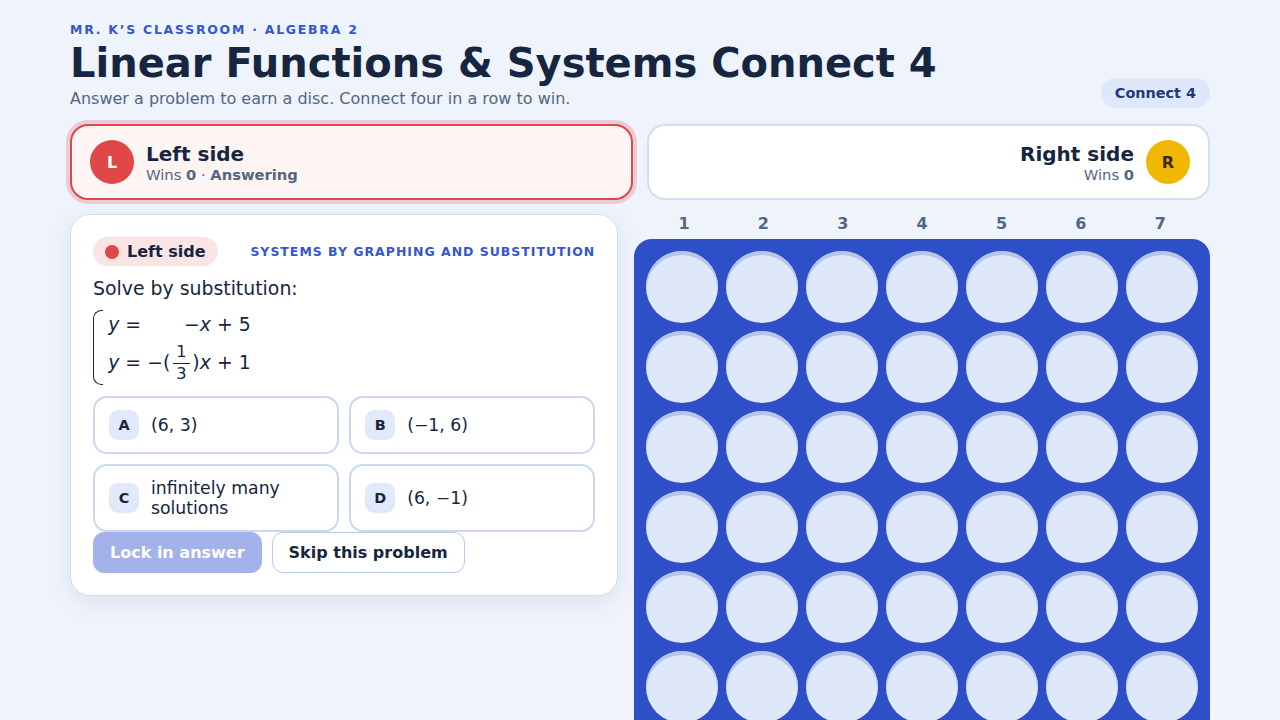 MR. K’S CLASSROOM · ALGEBRA 2
Linear Functions & Systems Connect 4
Answer a problem to earn a disc. Connect four in a row to win.
Connect 4
L
Left side
Wins 0 · Answering
Right side
Wins 0
R
Left side
SYSTEMS BY GRAPHING AND SUBSTITUTION
Solve by substitution:
y = −x + 5
y = −(1/3)x + 1
A (6, 3)
B (−1, 6)
C infinitely many
solutions
D (6, −1)
Lock in answer
Skip this problem
1 2 3 4 5 6 7